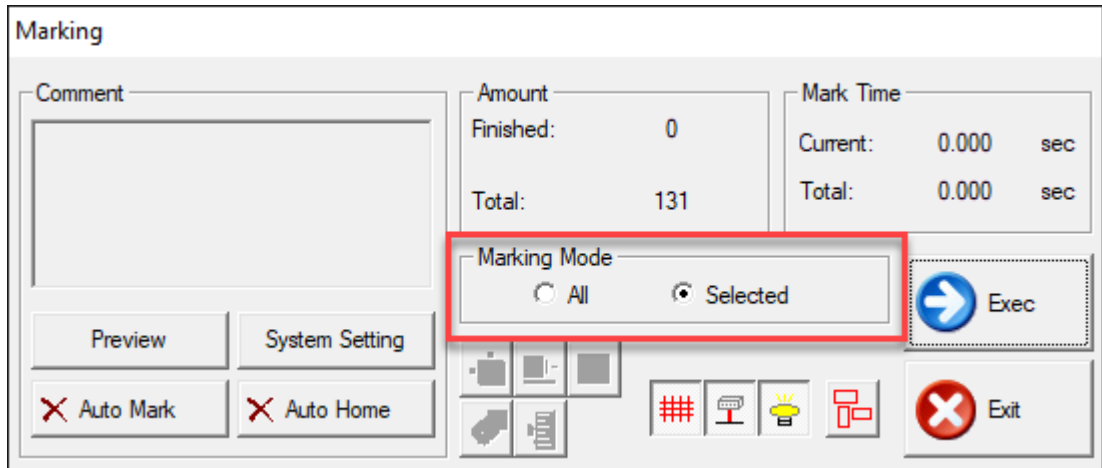 Marking
Comment
Amount
Mark Time
Finished: 0
Current: 0.000 sec
Total: 131
Total: 0.000 sec
Marking Mode
All Selected
Exec
Preview System Setting
Auto Mark Auto Home
Exit